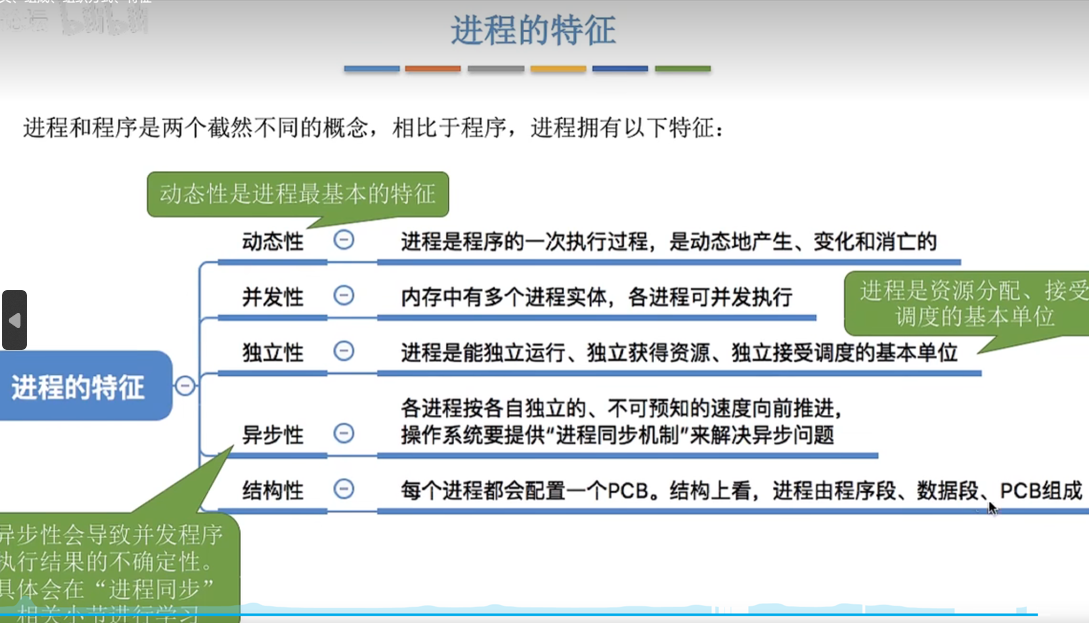 进程的特征
进程和程序是两个截然不同的概念，相比于程序，进程拥有以下特征：
动态性是进程最基本的特征
动态性
进程是程序的一次执行过程，是动态地产生、变化和消亡的
并发性
内存中有多个进程实体，各进程可并发执行
进程是资源分配、接受
调度的基本单位
独立性
进程是能独立运行、独立获得资源、独立接受调度的基本单位
进程的特征
异步性
各进程按各自独立的、不可预知的速度向前推进，
操作系统要提供“进程同步机制”来解决异步问题
结构性
每个进程都会配置一个PCB。结构上看，进程由程序段、数据段、PCB组成
异步性会导致并发程序
执行结果的不确定性。
具体会在“进程同步”
相关小节进行学习